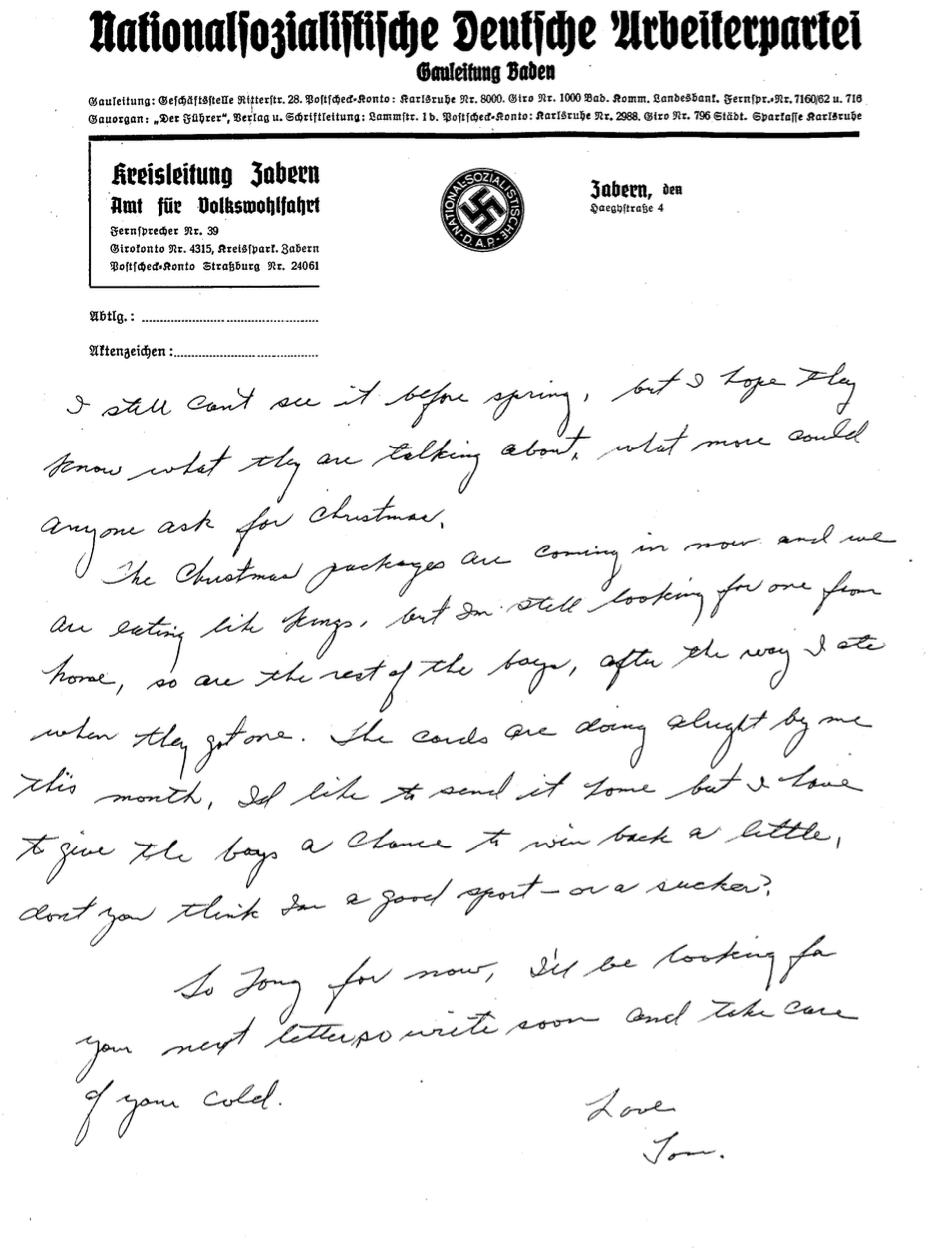 Nationalsozialistische Deutsche Arbeiterpartei
Gauleitung Baden
Gauleitung: Geschäftsstelle Ritterstr. 28. Postscheck-Konto: Karlsruhe Nr. 8000. Giro Nr. 1000 Bad. Komm. Landesbank. Fernspr.-Nr. 7160/62 u. 716
Gauorgan: „Der Führer“, Verlag u. Schriftleitung: Lammstr. 1 b. Postscheck-Konto: Karlsruhe Nr. 2988. Giro Nr. 796 Städt. Sparkasse Karlsruhe
Kreisleitung Zabern
Amt für Volkswohlfahrt
Fernsprecher Nr. 39
Girokonto Nr. 4315, Kreisspark. Zabern
Postscheck-Konto Straßburg Nr. 24061
NATIONAL-SOZIALISTISCHE D.A.P.
Zabern, den
Haeghstraße 4
Abtlg.:
Aktenzeichen:
I still can't see it before spring, but I hope they
know what they are talking about, what more could
anyone ask for Christmas.
The Christmas packages are coming in now and we
are eating like kings, but Im still looking for one from
home, so are the rest of the boys, after the way I ate
when they got one. The cards are doing alright by me
this month, I'd like to send it home but I have
to give the boys a chance to win back a little,
dont you think Im a good sport - or a sucker?
So long for now, I'll be looking for
your next letter, so write soon and take care
of your cold.
Love
Tom.